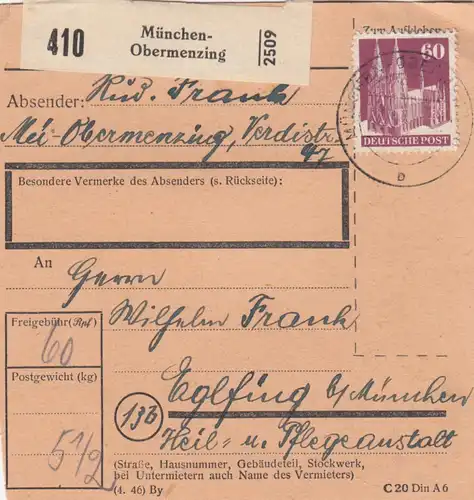 410
München-
Obermenzing
2509
60
DEUTSCHE POST
Absender: Rud. Frank
Mü-Obermenzing, Verdistr.
47
Besondere Vermerke des Absenders (s. Rückseite):
An
Herrn
Wilhelm Frank
Freigebühr (Rpf)
60
Postgewicht (kg)
5 1/2
Eglfing b/München
13b
Heil- u. Pflegeanstalt
(Straße, Hausnummer, Gebäudeteil, Stockwerk,
bei Untermietern auch Name des Vermieters)
(4. 46) By
C 20 Din A 6